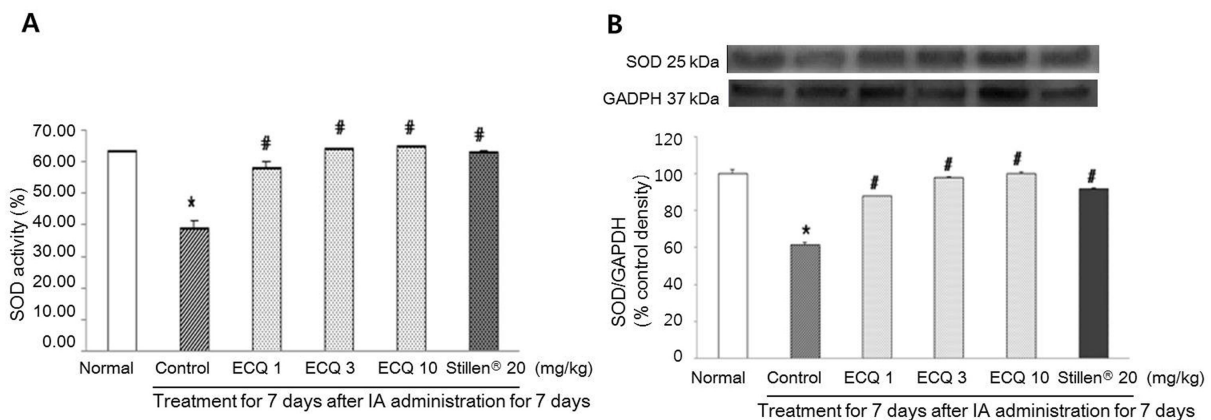 A
70.00
60.00
50.00
40.00
30.00
20.00
10.00
0.00
SOD activity (%)
*
#
#
#
#
Normal Control ECQ 1 ECQ 3 ECQ 10 Stillen® 20 (mg/kg)
Treatment for 7 days after IA administration for 7 days
B
SOD 25 kDa
GADPH 37 kDa
120
100
80
60
40
20
0
SOD/GAPDH
(% control density)
*
#
#
#
#
Normal Control ECQ 1 ECQ 3 ECQ 10 Stillen® 20 (mg/kg)
Treatment for 7 days after IA administration for 7 days